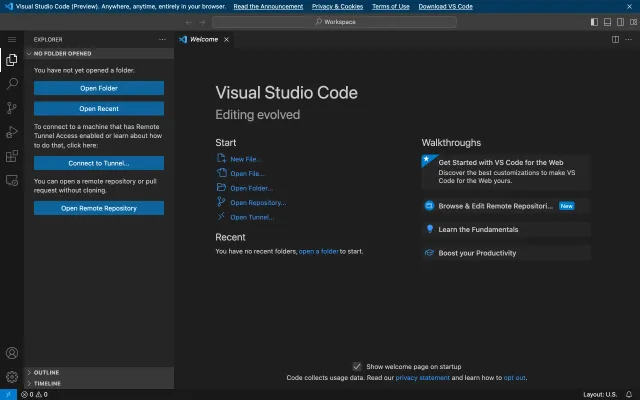 Visual Studio Code (Preview). Anywhere, anytime, entirely in your browser. Read the Announcement Privacy & Cookies Terms of Use Download VS Code
Workspace
EXPLORER
Welcome
NO FOLDER OPENED
You have not yet opened a folder.
Open Folder
Open Recent
To connect to a machine that has Remote
Tunnel Access enabled or learn about how
to do that, click here:
Connect to Tunnel...
You can open a remote repository or pull
request without cloning.
Open Remote Repository
OUTLINE
TIMELINE
Visual Studio Code
Editing evolved
Start
New File...
Open File...
Open Folder...
Open Repository...
Open Tunnel...
Recent
You have no recent folders, open a folder to start.
Walkthroughs
Get Started with VS Code for the Web
Discover the best customizations to make VS
Code for the Web yours.
Browse & Edit Remote Repositori... New
Learn the Fundamentals
Boost your Productivity
Show welcome page on startup
Code collects usage data. Read our privacy statement and learn how to opt out.
0 0 Layout: U.S.